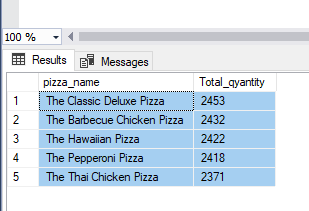 100 %
Results Messages
pizza_name Total_qyantity
1 The Classic Deluxe Pizza 2453
2 The Barbecue Chicken Pizza 2432
3 The Hawaiian Pizza 2422
4 The Pepperoni Pizza 2418
5 The Thai Chicken Pizza 2371